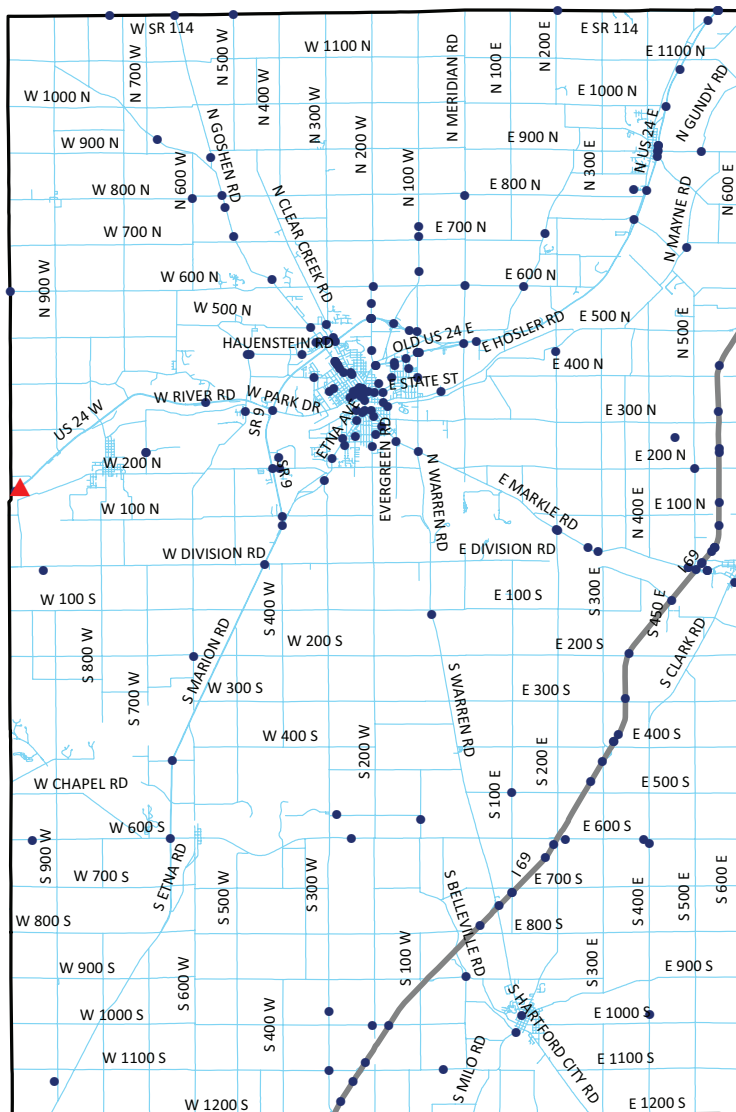 W SR 114
E SR 114
W 1100 N
E 1100 N
N 700 W
N 500 W
N 400 W
N 300 W
N 200 W
N MERIDIAN RD
N 100 E
N 200 E
W 1000 N
E 1000 N
N GUNDY RD
N GOSHEN RD
N US 24 E
W 900 N
E 900 N
N 600 W
N 100 W
N 300 E
W 800 N
E 800 N
N 600 E
N CLEAR CREEK RD
N MAYNE RD
W 700 N
E 700 N
W 600 N
E 600 N
N 900 W
W 500 N
E 500 N
HAUENSTEIN RD
OLD US 24 E
E HOSLER RD
N 500 E
E 400 N
E STATE ST
W RIVER RD
W PARK DR
US 24 W
SR 9
ETNA AVE
E 300 N
EVERGREEN RD
W 200 N
SR 9
E 200 N
N WARREN RD
E MARKLE RD
W 100 N
E 100 N
N 400 E
W DIVISION RD
E DIVISION RD
I 69
W 100 S
S 400 W
E 100 S
S 300 E
S 450 E
S CLARK RD
S 800 W
S MARION RD
W 200 S
E 200 S
S 700 W
W 300 S
S WARREN RD
E 300 S
W 400 S
E 400 S
S 200 W
S 200 E
W CHAPEL RD
S 100 E
E 500 S
S 900 W
W 600 S
E 600 S
S ETNA RD
W 700 S
I 69
E 700 S
S 500 W
S 300 W
S BELLEVILLE RD
S 400 E
S 500 E
S 600 E
W 800 S
E 800 S
S 100 W
S 300 E
W 900 S
E 900 S
S 600 W
S HARTFORD CITY RD
W 1000 S
S 400 W
E 1000 S
W 1100 S
S MILO RD
E 1100 S
W 1200 S
E 1200 S